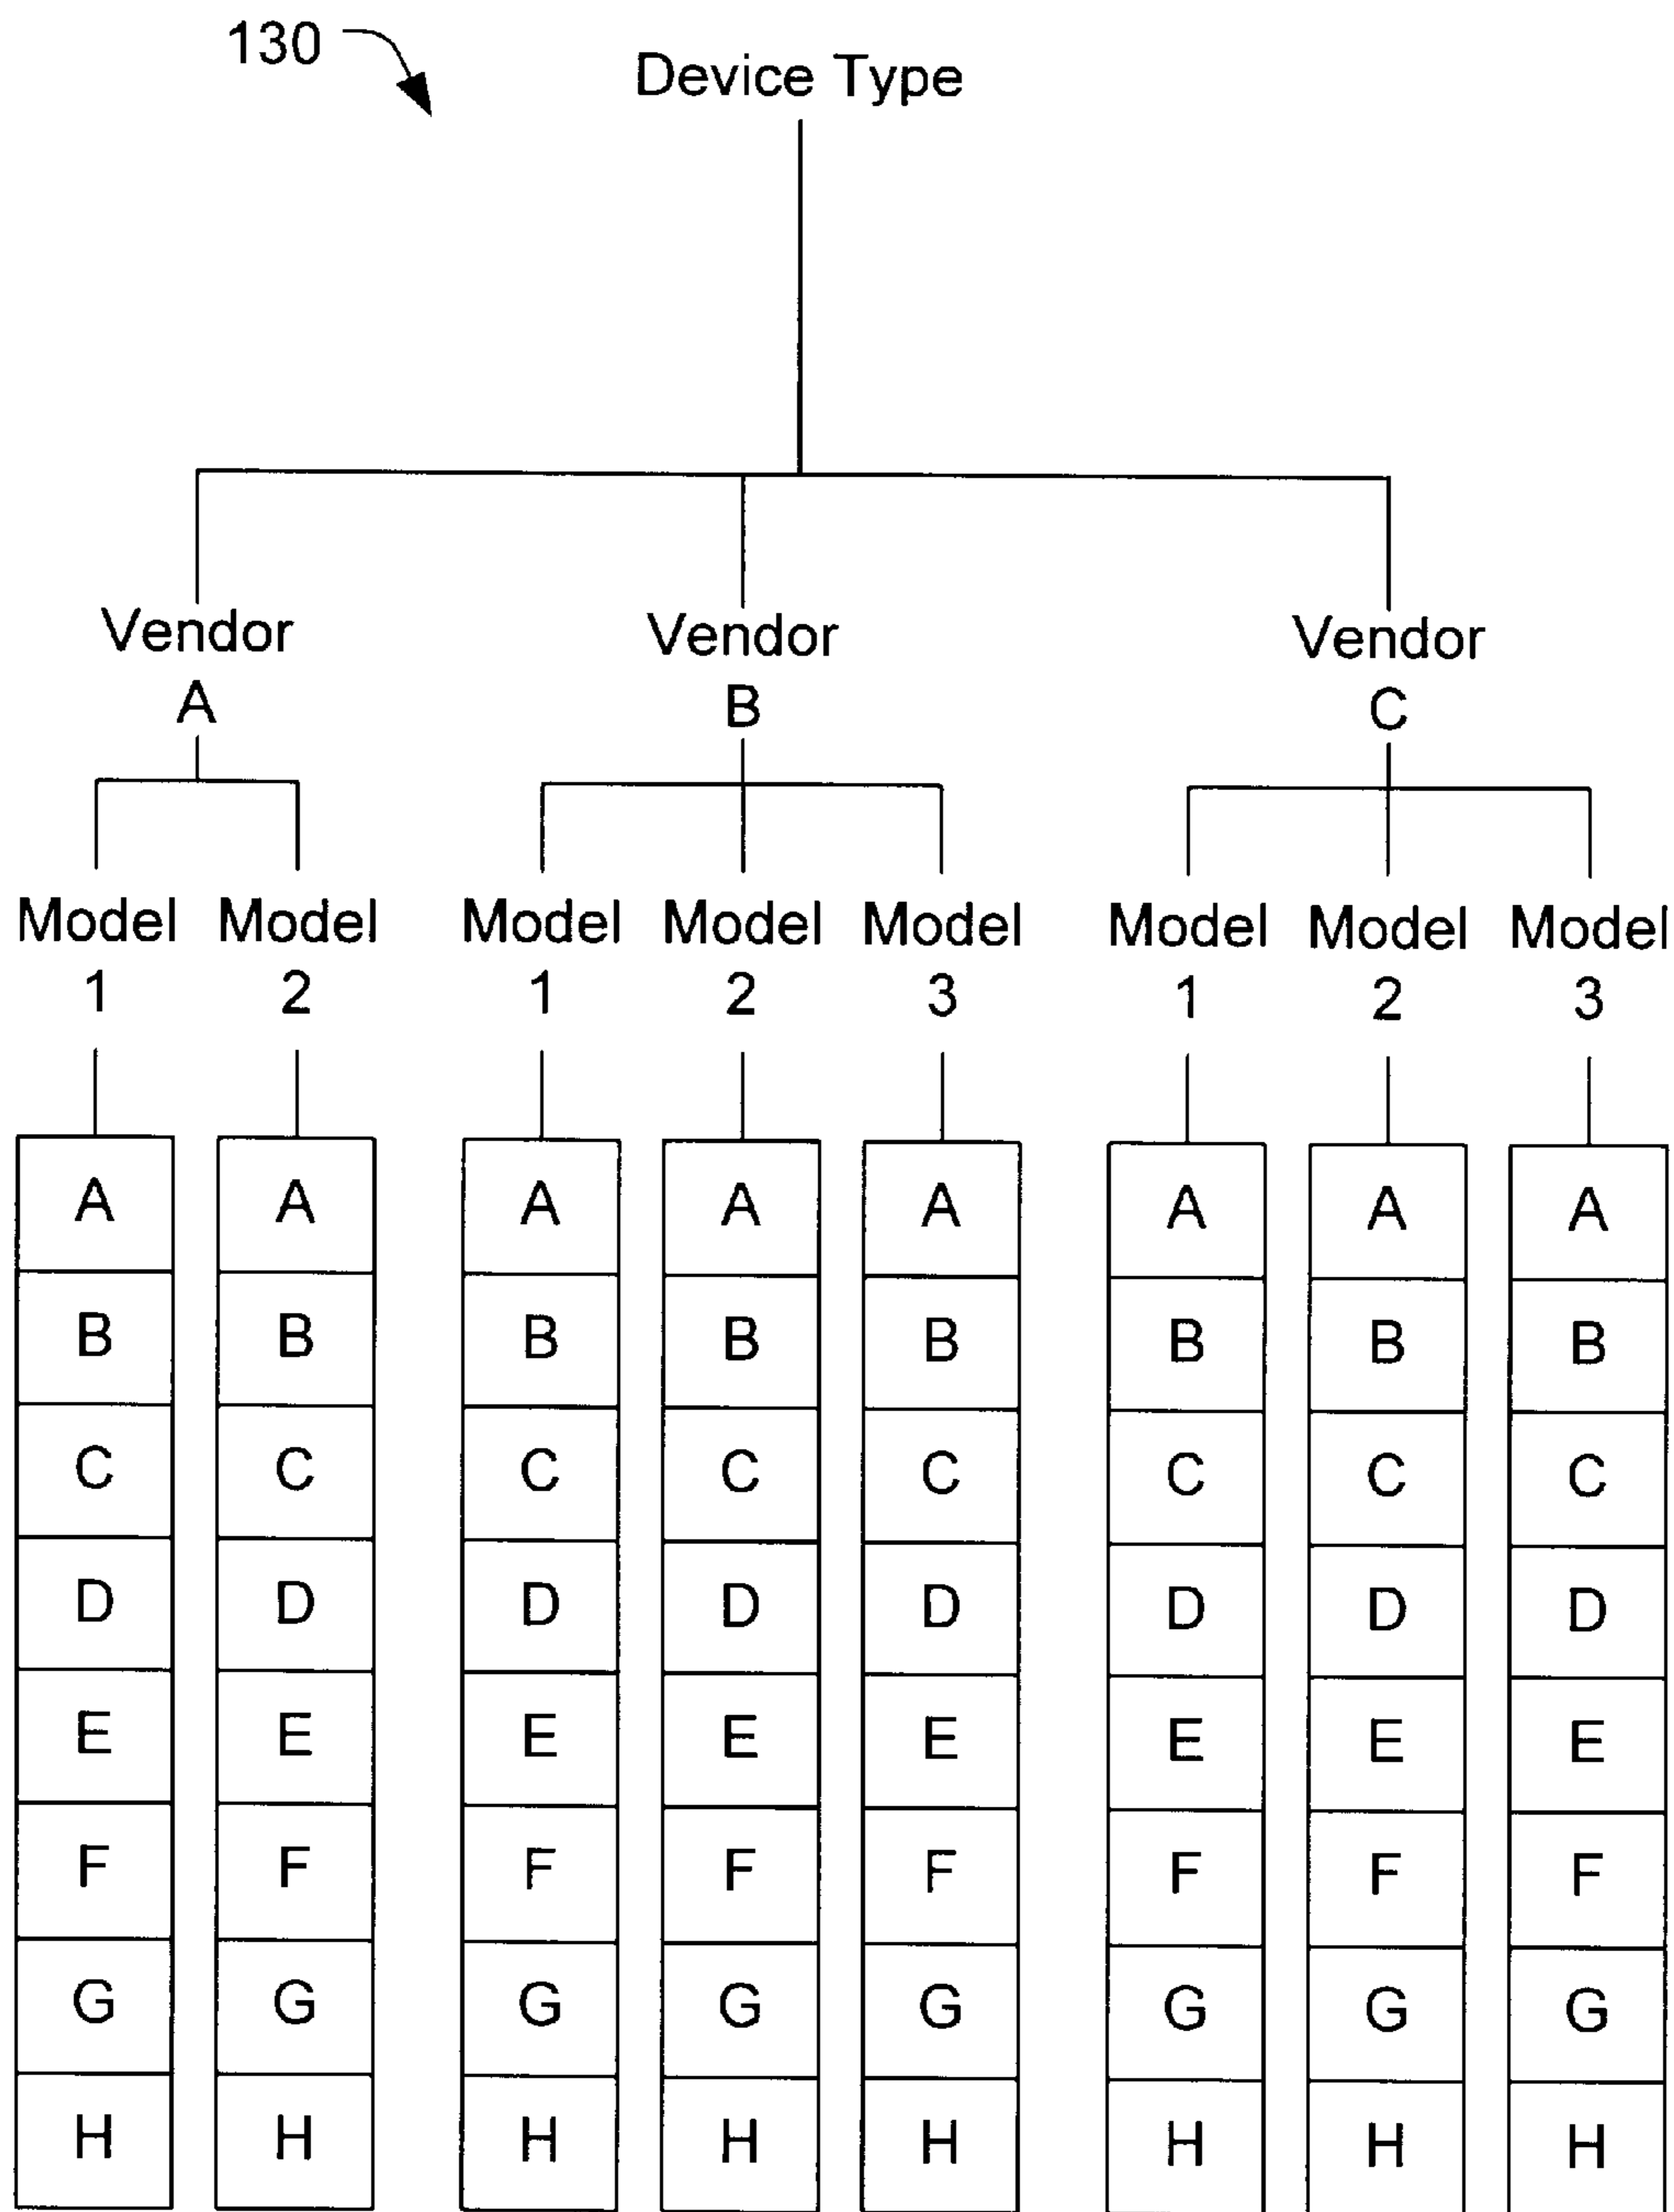 130
Device Type
Vendor Vendor Vendor
A B C
Model Model Model Model Model Model Model Model
1 2 1 2 3 1 2 3
A A A A A A A A
B B B B B B B B
C C C C C C C C
D D D D D D D D
E E E E E E E E
F F F F F F F F
G G G G G G G G
H H H H H H H H